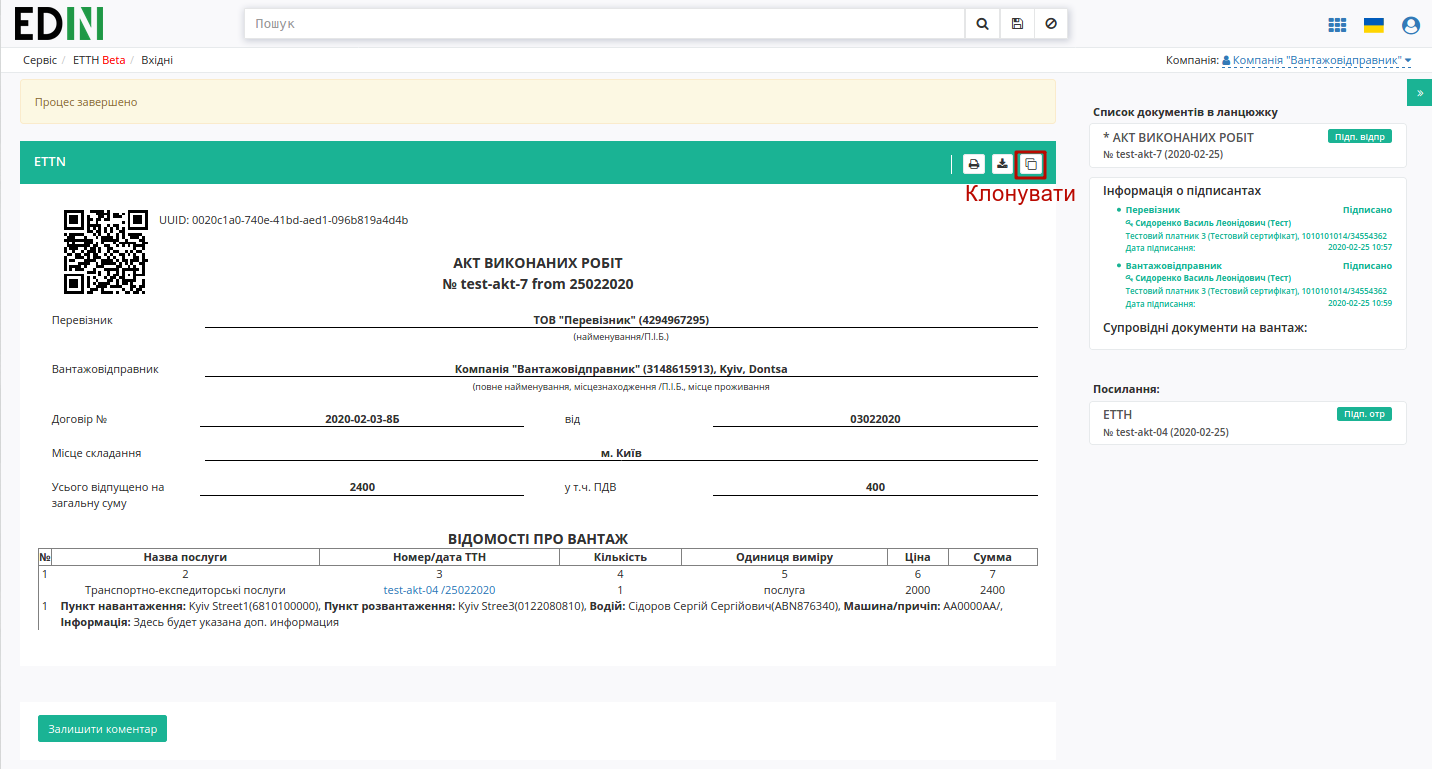 EDIN
Пошук
Сервіс / ЕТТН Beta / Вхідні
Компанія: Компанія "Вантажовідправник"
Процес завершено
»
ETTN
Клонувати
UUID: 0020c1a0-740e-41bd-aed1-096b819a4d4b
АКТ ВИКОНАНИХ РОБІТ
№ test-akt-7 from 25022020
Перевізник ТОВ "Перевізник" (4294967295)
(найменування/П.І.Б.)
Вантажовідправник Компанія "Вантажовідправник" (3148615913), Kyiv, Dontsa
(повне найменування, місцезнаходження /П.І.Б., місце проживання
Договір № 2020-02-03-8Б від 03022020
Місце складання м. Київ
Усього відпущено на загальну суму 2400 у т.ч. ПДВ 400
ВІДОМОСТІ ПРО ВАНТАЖ
№ Назва послуги Номер/дата ТТН Кількість Одиниця виміру Ціна Сумма
1 2 3 4 5 6 7
Транспортно-експедиторські послуги test-akt-04 /25022020 1 послуга 2000 2400
1 Пункт навантаження: Kyiv Street1(6810100000), Пункт розвантаження: Kyiv Stree3(0122080810), Водій: Сідоров Сергій Сергійович(ABN876340), Машина/причіп: AA0000AA/,
Інформація: Здесь будет указана доп. информация
Залишити коментар
Список документів в ланцюжку
* АКТ ВИКОНАНИХ РОБІТ Підп. відпр
№ test-akt-7 (2020-02-25)
Інформація о підписантах
Перевізник Підписано
Сидоренко Василь Леонідович (Тест)
Тестовий платник 3 (Тестовий сертифікат), 1010101014/34554362
Дата підписання: 2020-02-25 10:57
Вантажовідправник Підписано
Сидоренко Василь Леонідович (Тест)
Тестовий платник 3 (Тестовий сертифікат), 1010101014/34554362
Дата підписання: 2020-02-25 10:59
Супровідні документи на вантаж:
Посилання:
ЕТТН Підп. отр
№ test-akt-04 (2020-02-25)